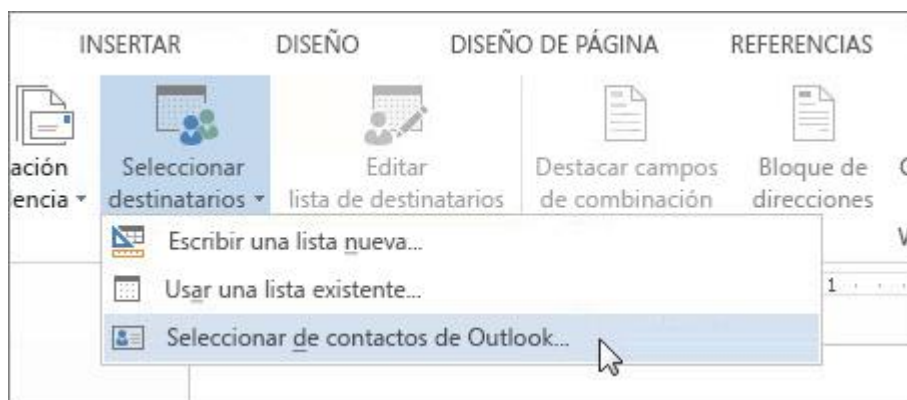 INSERTAR DISEÑO DISEÑO DE PÁGINA REFERENCIAS
ación Seleccionar Editar Destacar campos Bloque de
encia destinatarios lista de destinatarios de combinación direcciones
Escribir una lista nueva...
Usar una lista existente...
1
Seleccionar de contactos de Outlook...